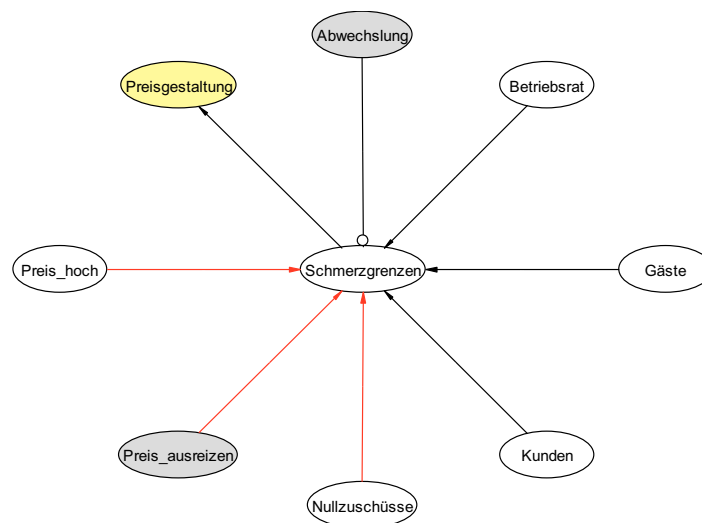 Abwechslung
Preisgestaltung
Betriebsrat
Preis_hoch
Schmerzgrenzen
Gäste
Preis_ausreizen
Kunden
Nullzuschüsse